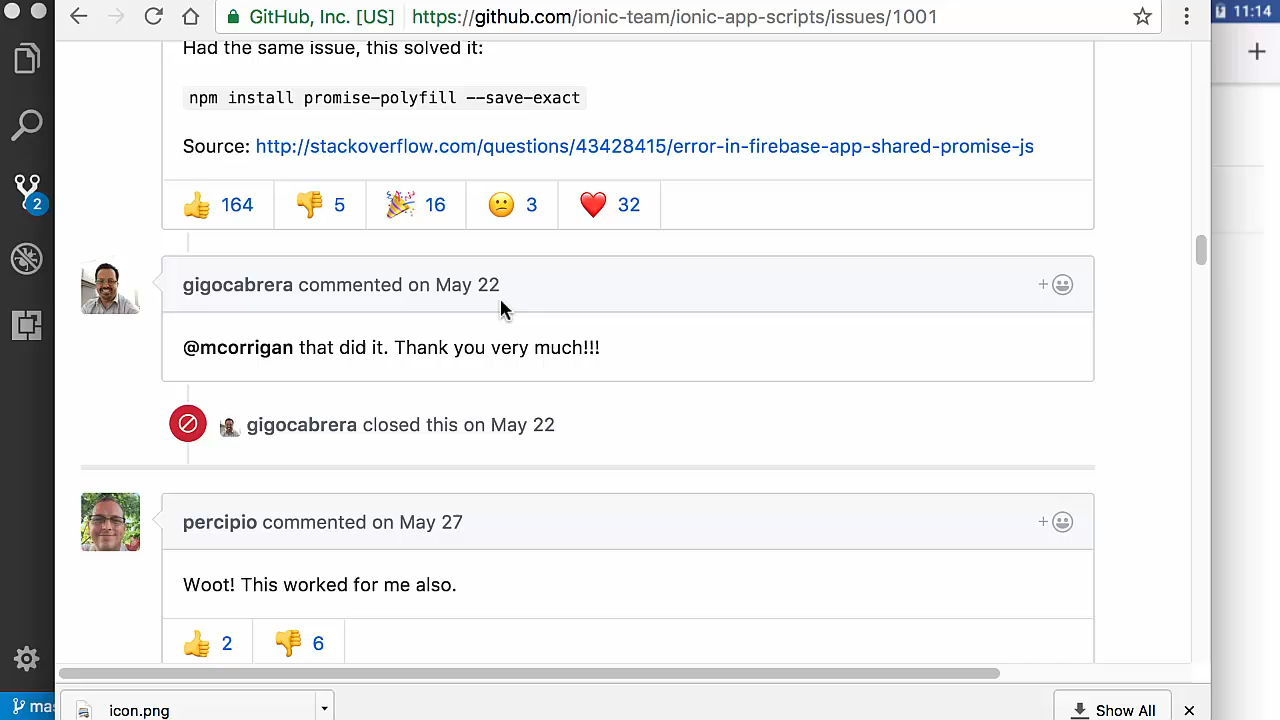 GitHub, Inc. [US] https://github.com/ionic-team/ionic-app-scripts/issues/1001
11:14
Had the same issue, this solved it:
npm install promise-polyfill --save-exact
Source: http://stackoverflow.com/questions/43428415/error-in-firebase-app-shared-promise-js
164 5 16 3 32
2
gigocabrera commented on May 22
@mcorrigan that did it. Thank you very much!!!
gigocabrera closed this on May 22
percipio commented on May 27
Woot! This worked for me also.
2 6
mas
icon.png
Show All